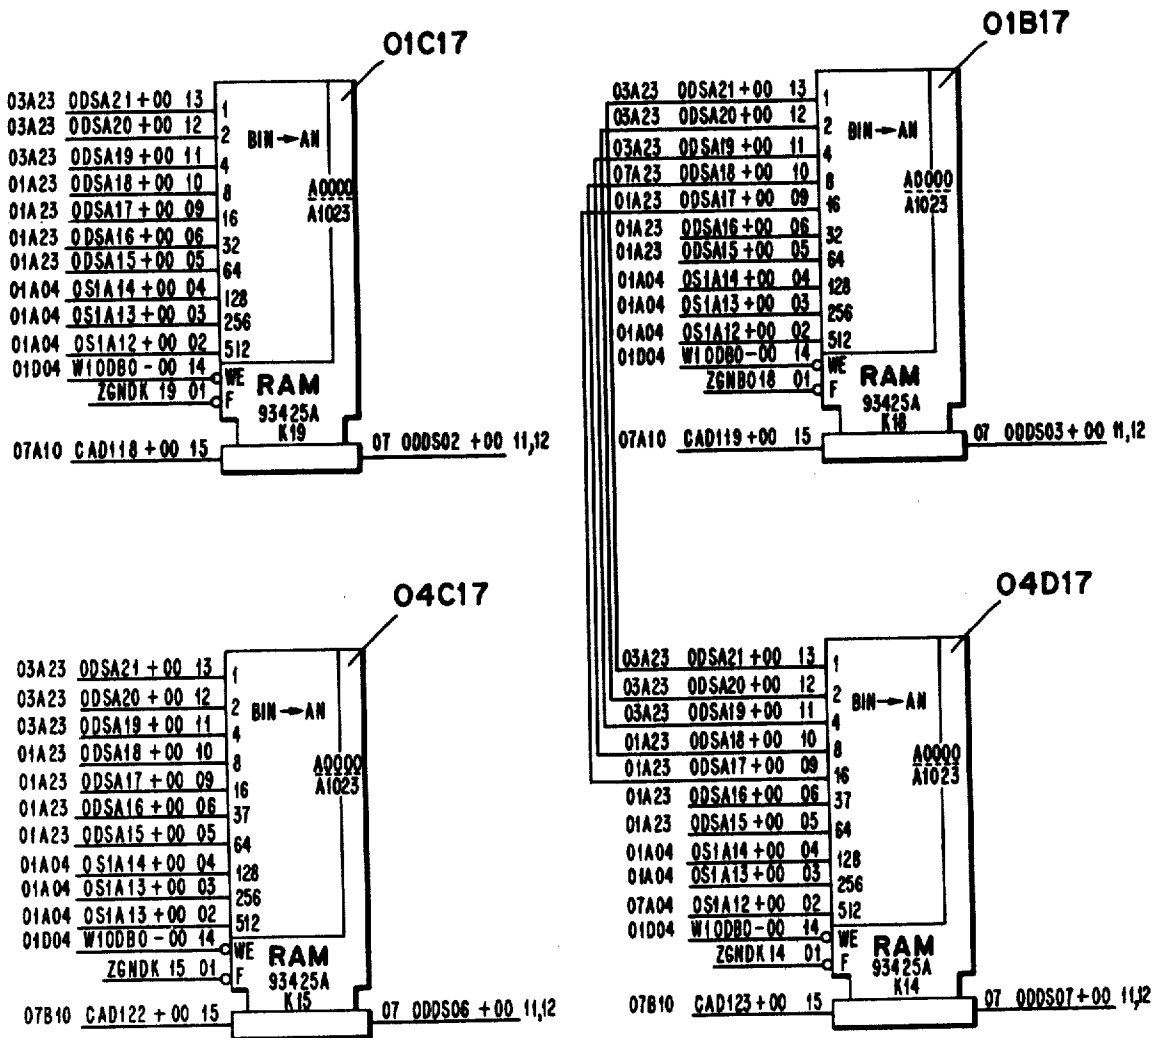 01C17
03A23 0DSA21+00 13 1
03A23 0DSA20+00 12 2
BIN→AN
03A23 0DSA19+00 11 4
01A23 0DSA18+00 10 8
A0000
A1023
01A23 0DSA17+00 09 16
01A23 0DSA16+00 06 32
01A23 0DSA15+00 05 64
01A04 0S1A14+00 04 128
01A04 0S1A13+00 03 256
01A04 0S1A12+00 02 512
01D04 W10DB0-00 14 WE
ZGNDK 19 01 F
RAM
93425A
K19
07A10 CAD118+00 15
07 0DDS02+00 11,12
01B17
03A23 0DSA21+00 13 1
03A23 0DSA20+00 12 2
BIN→AN
03A23 0DSA19+00 11 4
07A23 0DSA18+00 10 8
A0000
A1023
01A23 0DSA17+00 09 16
01A23 0DSA16+00 06 32
01A23 0DSA15+00 05 64
01A04 0S1A14+00 04 128
01A04 0S1A13+00 03 256
01A04 0S1A12+00 02 512
01D04 W10DB0-00 14 WE
ZGNB018 01 F
RAM
93425A
K18
07A10 CAD119+00 15
07 0DDS03+00 11,12
04C17
03A23 0DSA21+00 13 1
03A23 0DSA20+00 12 2
BIN→AN
03A23 0DSA19+00 11 4
01A23 0DSA18+00 10 8
A0000
A1023
01A23 0DSA17+00 09 16
01A23 0DSA16+00 06 37
01A23 0DSA15+00 05 64
01A04 0S1A14+00 04 128
01A04 0S1A13+00 03 256
01A04 0S1A13+00 02 512
01D04 W10DB0-00 14 WE
ZGNDK 15 01 F
RAM
93425A
K15
07B10 CAD122+00 15
07 0DDS06+00 11,12
04D17
03A23 0DSA21+00 13 1
03A23 0DSA20+00 12 2
BIN→AN
03A23 0DSA19+00 11 4
01A23 0DSA18+00 10 8
A0000
A1023
01A23 0DSA17+00 09 16
01A23 0DSA16+00 06 37
01A23 0DSA15+00 05 64
01A04 0S1A14+00 04 128
01A04 0S1A13+00 03 256
07A04 0S1A12+00 02 512
01D04 W10DB0-00 14 WE
ZGNDK 14 01 F
RAM
93425A
K14
07B10 CAD123+00 15
07 0DDS07+00 11,12